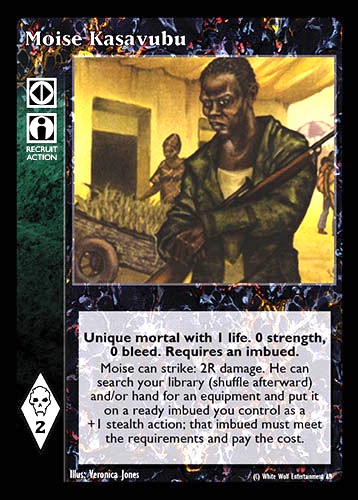 Moise Kasavubu
RECRUIT
ACTION
Unique mortal with 1 life. 0 strength,
0 bleed. Requires an imbued.
Moise can strike: 2R damage. He can
search your library (shuffle afterward)
and/or hand for an equipment and put it
on a ready imbued you control as a
+1 stealth action; that imbued must meet
the requirements and pay the cost.
2
Illus: Veronica Jones
(C) White Wolf Entertainment AB